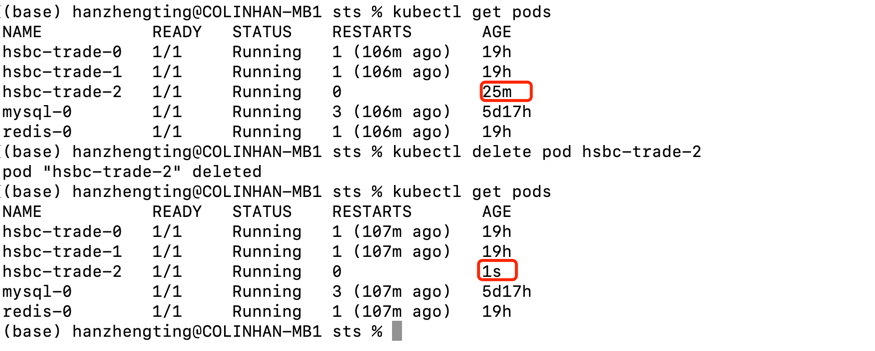 (base) hanzhengting@COLINHAN-MB1 sts % kubectl get pods
NAME READY STATUS RESTARTS AGE
hsbc-trade-0 1/1 Running 1 (106m ago) 19h
hsbc-trade-1 1/1 Running 1 (106m ago) 19h
hsbc-trade-2 1/1 Running 0 25m
mysql-0 1/1 Running 3 (106m ago) 5d17h
redis-0 1/1 Running 1 (106m ago) 19h
(base) hanzhengting@COLINHAN-MB1 sts % kubectl delete pod hsbc-trade-2
pod "hsbc-trade-2" deleted
(base) hanzhengting@COLINHAN-MB1 sts % kubectl get pods
NAME READY STATUS RESTARTS AGE
hsbc-trade-0 1/1 Running 1 (107m ago) 19h
hsbc-trade-1 1/1 Running 1 (107m ago) 19h
hsbc-trade-2 1/1 Running 0 1s
mysql-0 1/1 Running 3 (107m ago) 5d17h
redis-0 1/1 Running 1 (107m ago) 19h
(base) hanzhengting@COLINHAN-MB1 sts %